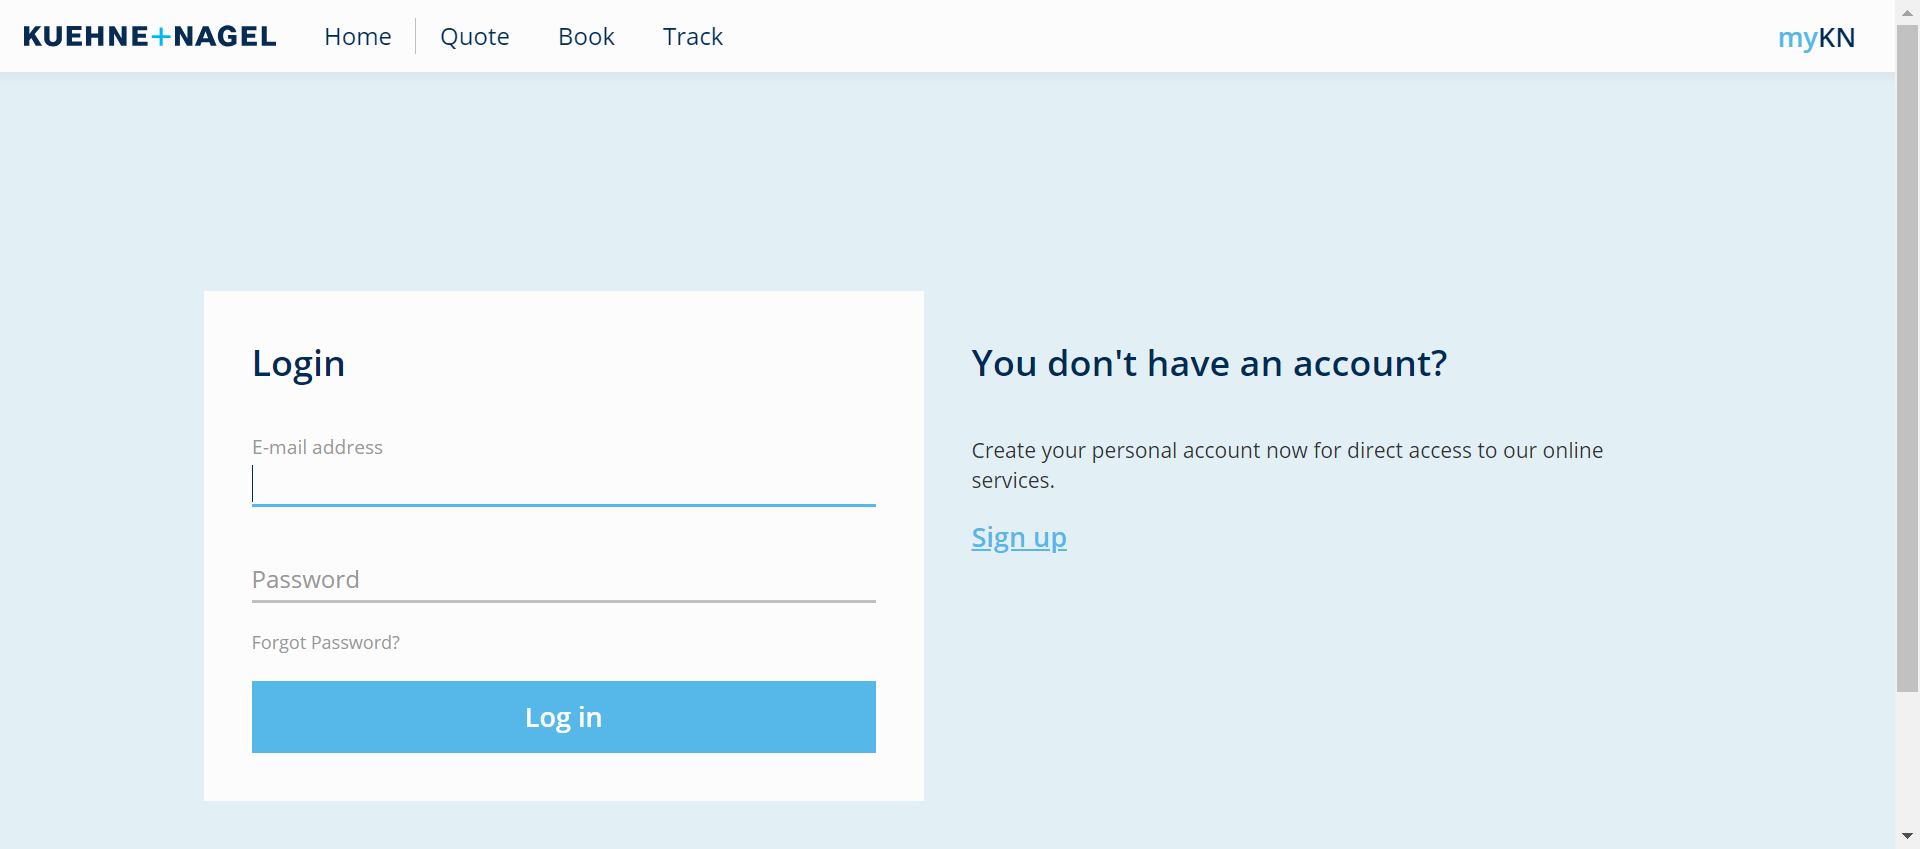 KUEHNE+NAGEL Home Quote Book Track myKN
Login
E-mail address
Password
Forgot Password?
Log in
You don't have an account?
Create your personal account now for direct access to our online
services.
Sign up